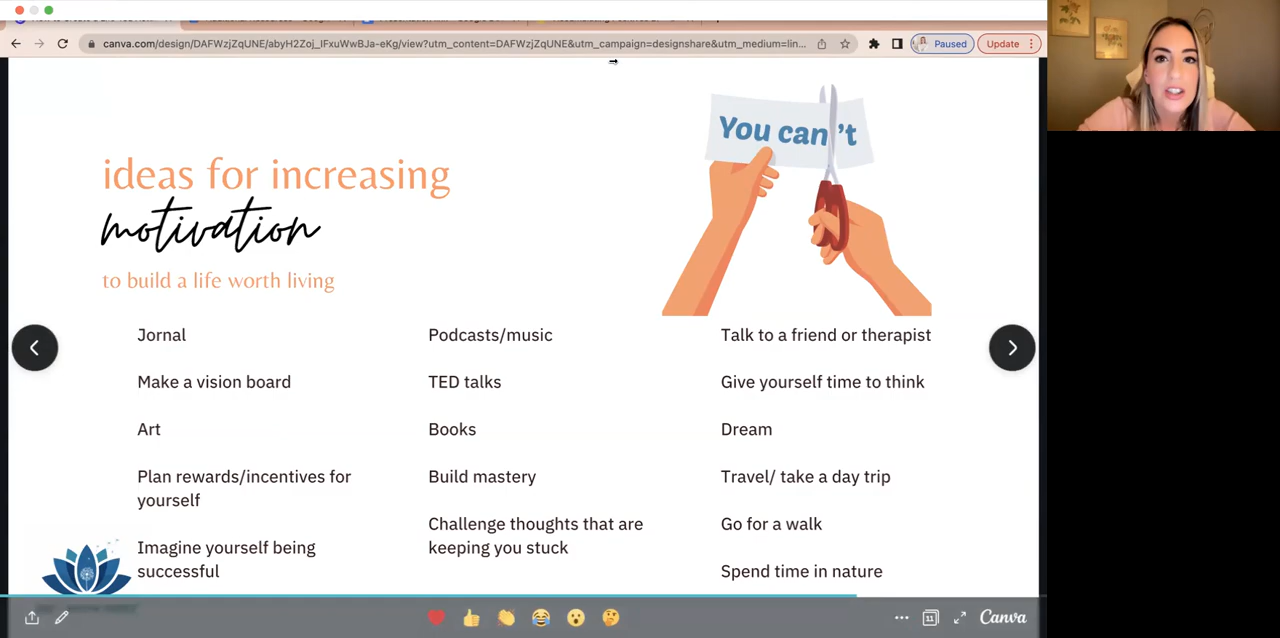 canva.com/design/DAFWzjZqUNE/abyH2Zoj_IFxuWwBJa-eKg/view?utm_content=DAFWzjZqUNE&utm_campaign=designshare&utm_medium=lin...
Paused
Update
You can't
ideas for increasing
motivation
to build a life worth living
Jornal
Make a vision board
Art
Plan rewards/incentives for
yourself
Imagine yourself being
successful
Podcasts/music
TED talks
Books
Build mastery
Challenge thoughts that are
keeping you stuck
Talk to a friend or therapist
Give yourself time to think
Dream
Travel/ take a day trip
Go for a walk
Spend time in nature
11
Canva